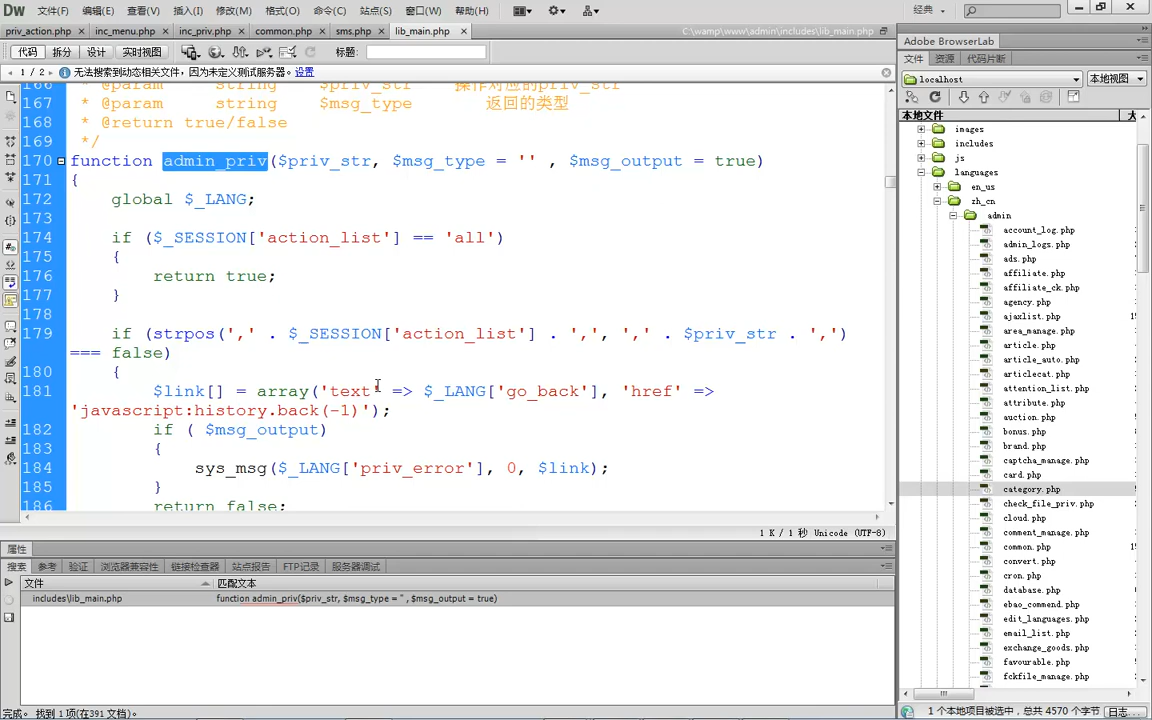 Dw 文件(F) 编辑(E) 查看(V) 插入(I) 修改(M) 格式(O) 命令(C) 站点(S) 窗口(W) 帮助(H) 经典
priv_action.php × inc_menu.php × inc_priv.php × common.php × sms.php × lib_main.php × C:\wamp\www\admin\includes\lib_main.php
代码 拆分 设计 实时视图 标题:
1 / 2 无法搜索到动态相关文件，因为未定义测试服务器。设置
166 * @param string $priv_str 操作对应的priv_str
167 * @param string $msg_type 返回的类型
168 * @return true/false
169 */
170 function admin_priv($priv_str, $msg_type = '' , $msg_output = true)
171 {
172 global $_LANG;
173
174 if ($_SESSION['action_list'] == 'all')
175 {
176 return true;
177 }
178
179 if (strpos(',' . $_SESSION['action_list'] . ',', ',' . $priv_str . ',')
=== false)
180 {
181 $link[] = array('text' => $_LANG['go_back'], 'href' =>
'javascript:history.back(-1)');
182 if ( $msg_output)
183 {
184 sys_msg($_LANG['priv_error'], 0, $link);
185 }
186 return false;
1 K / 1 秒 Unicode (UTF-8)
属性
搜索 参考 验证 浏览器兼容性 链接检查器 站点报告 FTP记录 服务器调试
文件 匹配文本
includes\lib_main.php function admin_priv($priv_str, $msg_type = '' , $msg_output = true)
完成。 找到 1 项(在391 文档)。
Adobe BrowserLab
文件 资源 代码片断
localhost 本地视图
本地文件 大
images
includes
js
languages
en_us
zh_cn
admin
account_log.php
admin_logs.php
ads.php
affiliate.php
affiliate_ck.php
agency.php
ajaxlist.php
area_manage.php
article.php
article_auto.php
articlecat.php
attention_list.php
attribute.php
auction.php
bonus.php
brand.php
captcha_manage.php
card.php
category.php
check_file_priv.php
cloud.php
comment_manage.php
common.php
convert.php
cron.php
database.php
ebao_commend.php
edit_languages.php
email_list.php
exchange_goods.php
favourable.php
fckfile_manage.php
1 个本地项目被选中，总共 4570 个字节 日志...